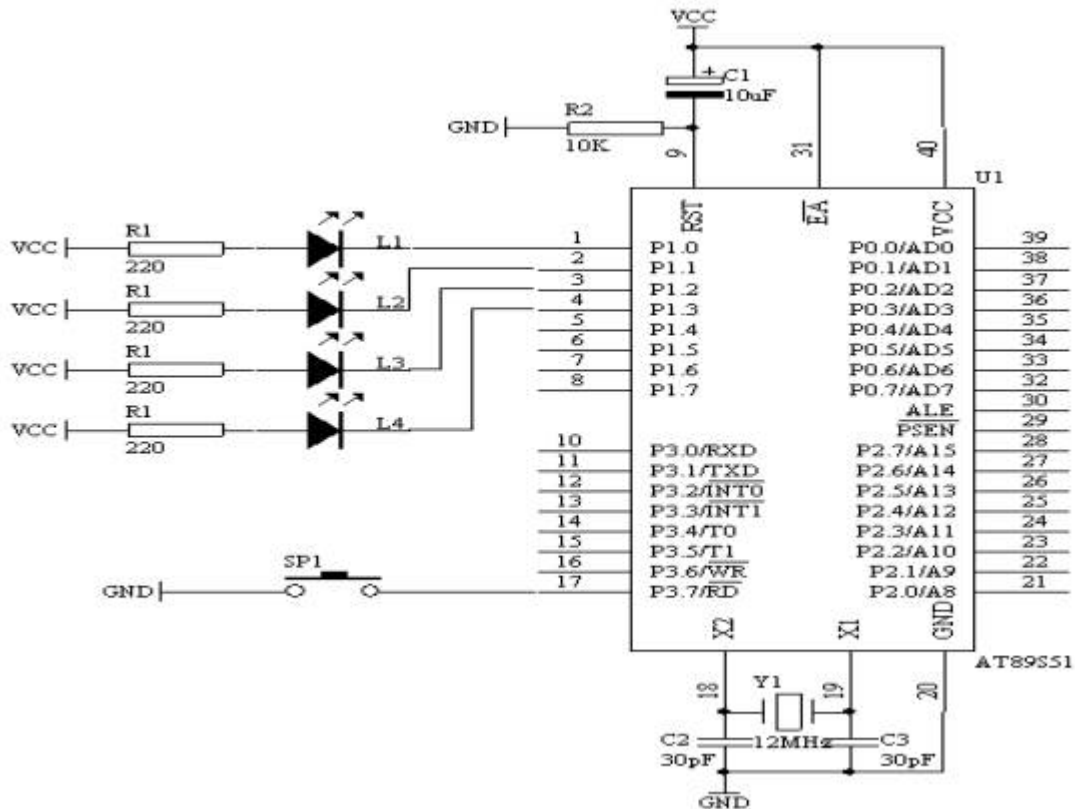 VCC
C1
10uF
R2
GND
10K
9
31
40
U1
RST
EA
VCC
VCC
R1
220
L1
VCC
R1
220
L2
VCC
R1
220
L3
VCC
R1
220
L4
1 P1.0
2 P1.1
3 P1.2
4 P1.3
5 P1.4
6 P1.5
7 P1.6
8 P1.7
10 P3.0/RXD
11 P3.1/TXD
12 P3.2/INT0
13 P3.3/INT1
14 P3.4/T0
15 P3.5/T1
16 P3.6/WR
17 P3.7/RD
P0.0/AD0 39
P0.1/AD1 38
P0.2/AD2 37
P0.3/AD3 36
P0.4/AD4 35
P0.5/AD5 34
P0.6/AD6 33
P0.7/AD7 32
ALE 30
PSEN 29
P2.7/A15 28
P2.6/A14 27
P2.5/A13 26
P2.4/A12 25
P2.3/A11 24
P2.2/A10 23
P2.1/A9 22
P2.0/A8 21
SP1
GND
X2
X1
GND
AT89S51
18
Y1
19
20
C2
12MHz
C3
30pF
30pF
GND